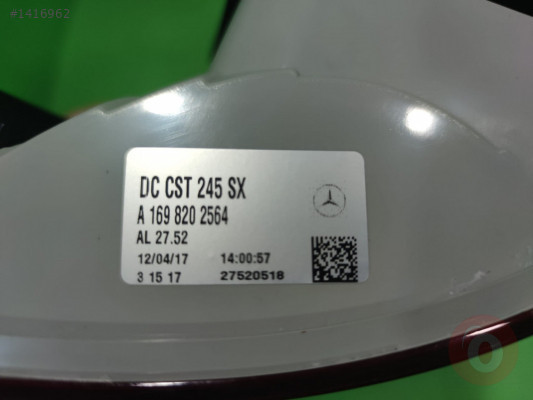 #1416962
DC CST 245 SX
A 169 820 2564
AL 27.52
12/04/17 14:00:57
3 15 17 27520518